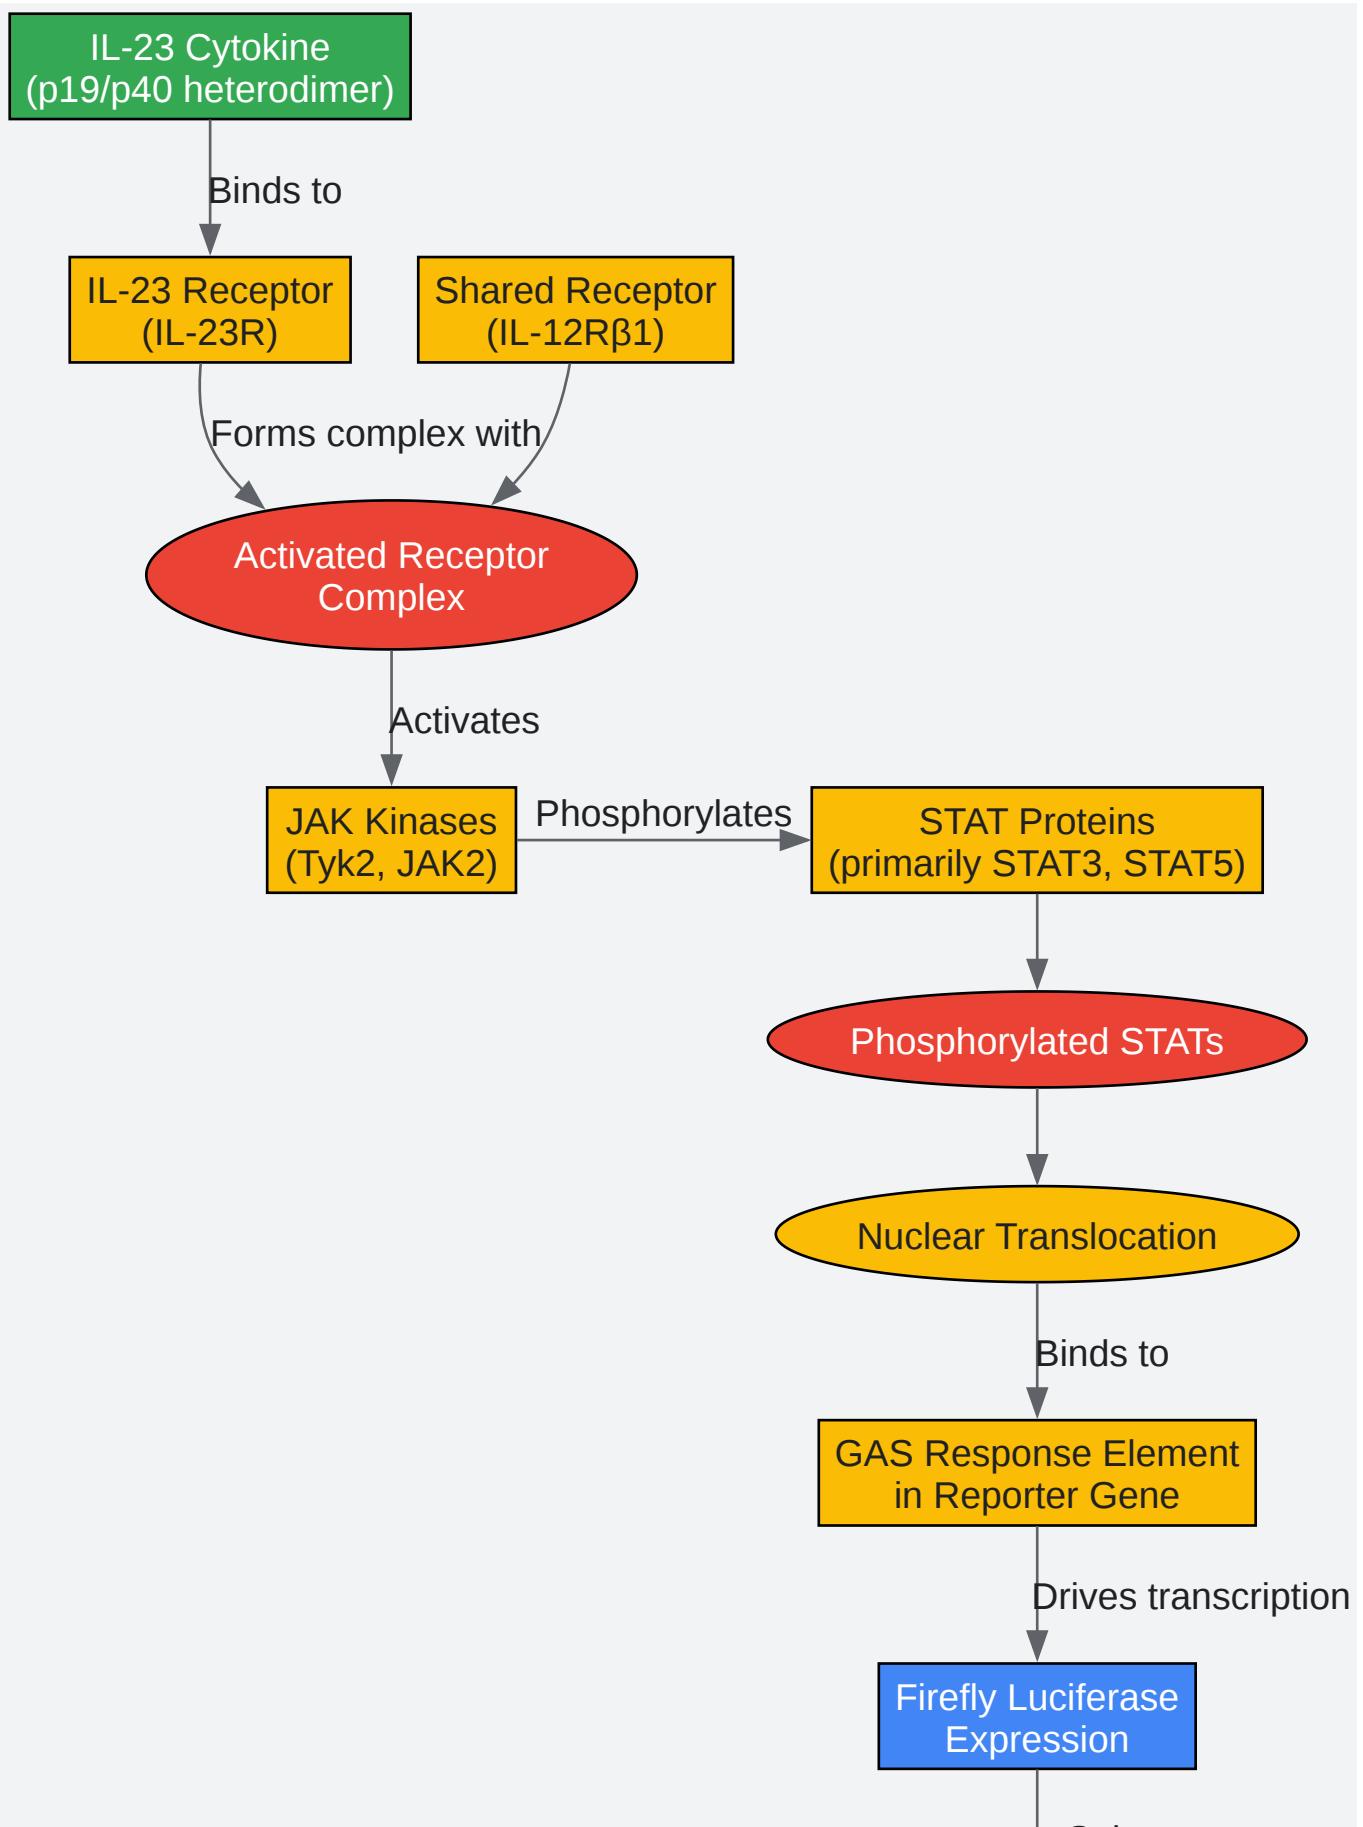 IL-23 Cytokine
(p19/p40 heterodimer)
Binds to
IL-23 Receptor
(IL-23R)
Shared Receptor
(IL-12Rβ1)
Forms complex with
Activated Receptor
Complex
Activates
JAK Kinases
(Tyk2, JAK2)
Phosphorylates
STAT Proteins
(primarily STAT3, STAT5)
Phosphorylated STATs
Nuclear Translocation
Binds to
GAS Response Element
in Reporter Gene
Drives transcription
Firefly Luciferase
Expression